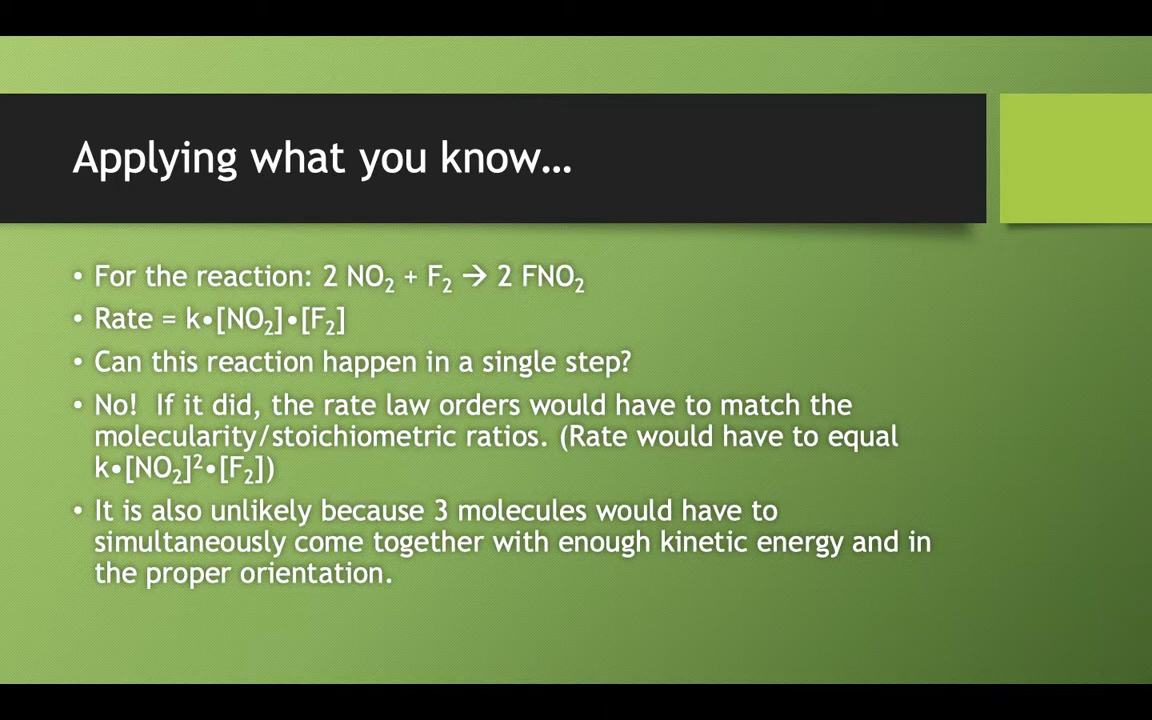 Applying what you know…
• For the reaction: 2 NO₂ + F₂ → 2 FNO₂
• Rate = k•[NO₂]•[F₂]
• Can this reaction happen in a single step?
• No!  If it did, the rate law orders would have to match the
molecularity/stoichiometric ratios. (Rate would have to equal
k•[NO₂]²•[F₂])
• It is also unlikely because 3 molecules would have to
simultaneously come together with enough kinetic energy and in
the proper orientation.